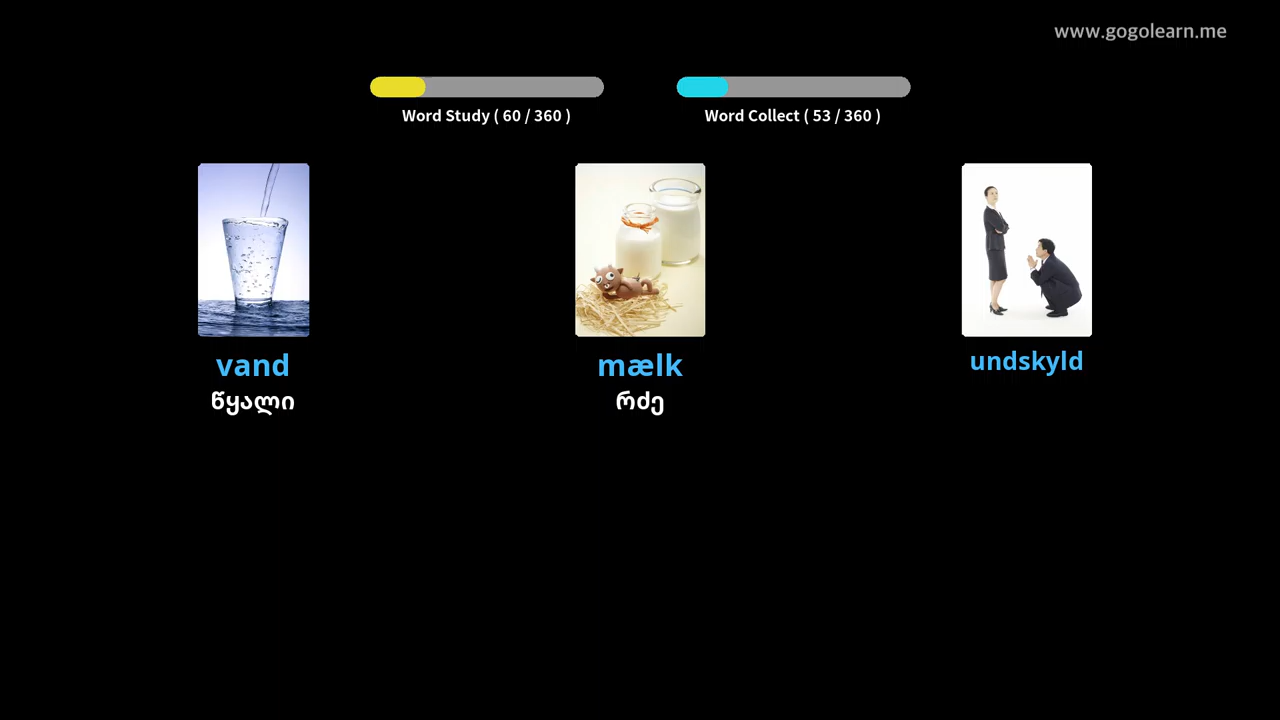 www.gogolearn.me
Word Study ( 60 / 360 )
Word Collect ( 53 / 360 )
vand
წყალი
mælk
რძე
undskyld